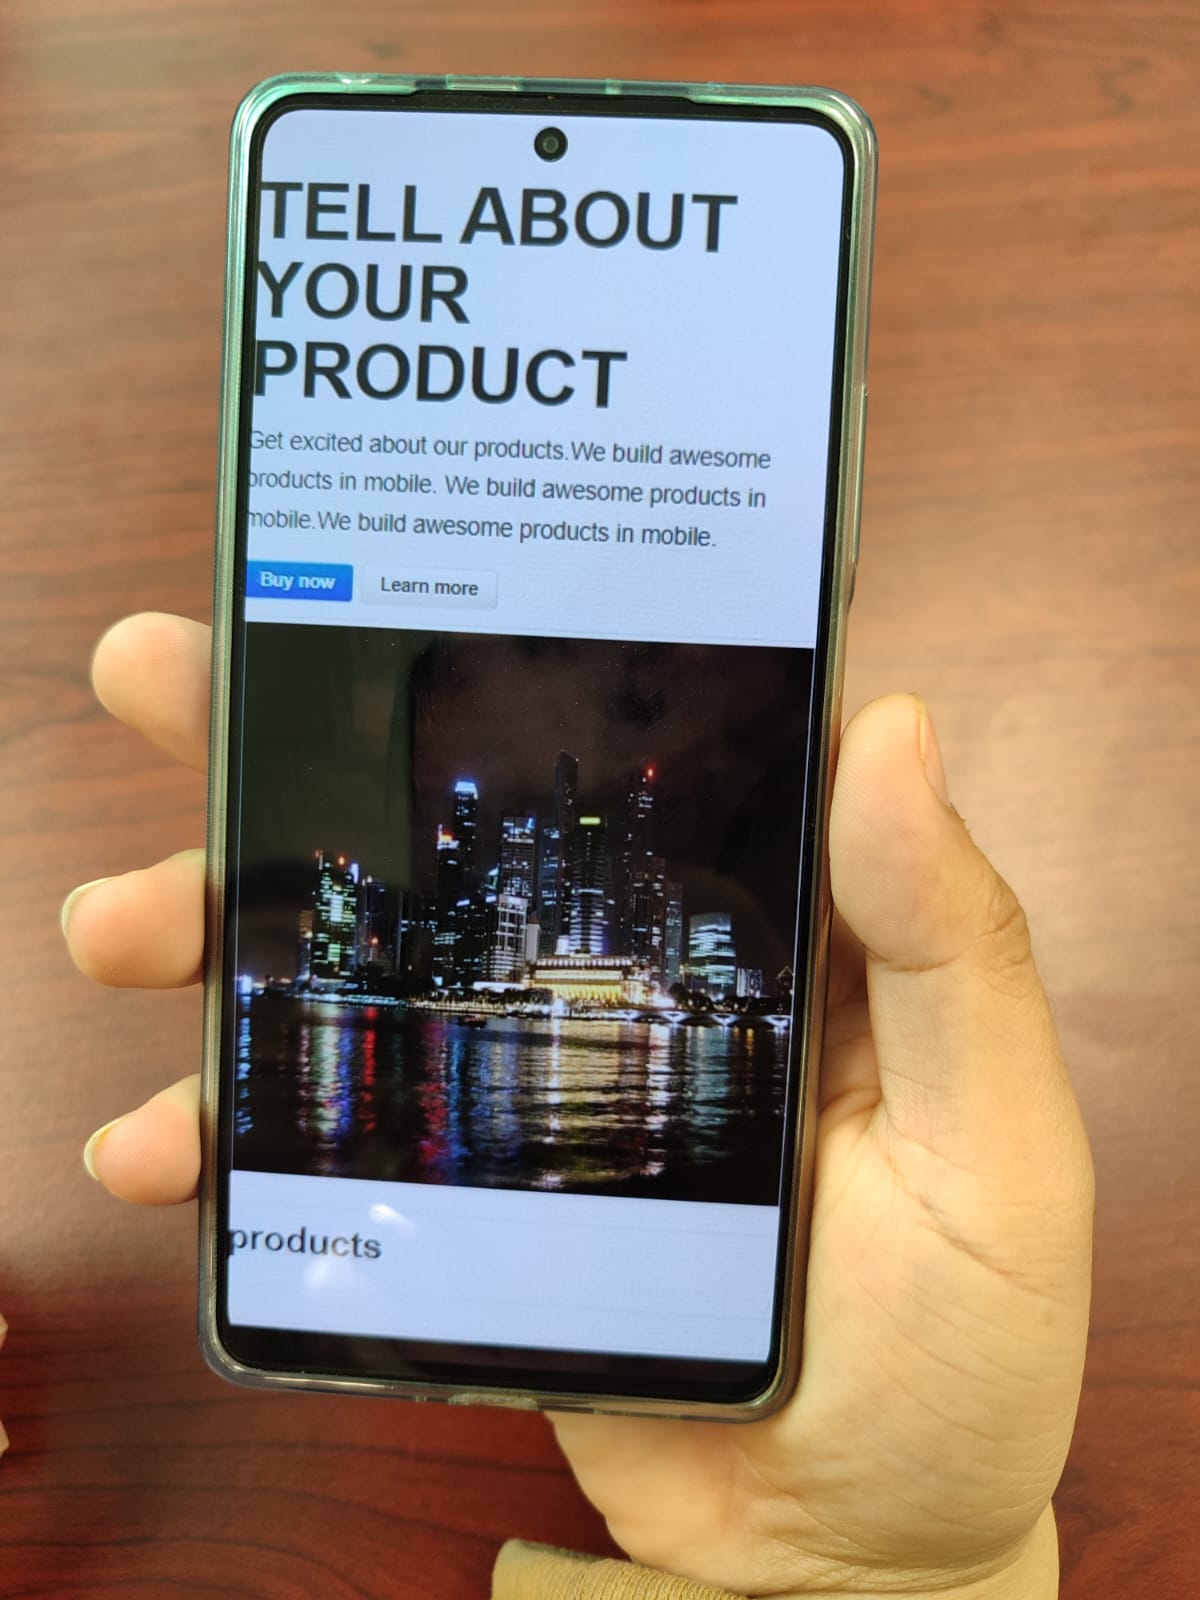 TELL ABOUT
YOUR
PRODUCT
Get excited about our products.We build awesome
products in mobile. We build awesome products in
mobile.We build awesome products in mobile.
Buy now
Learn more
products